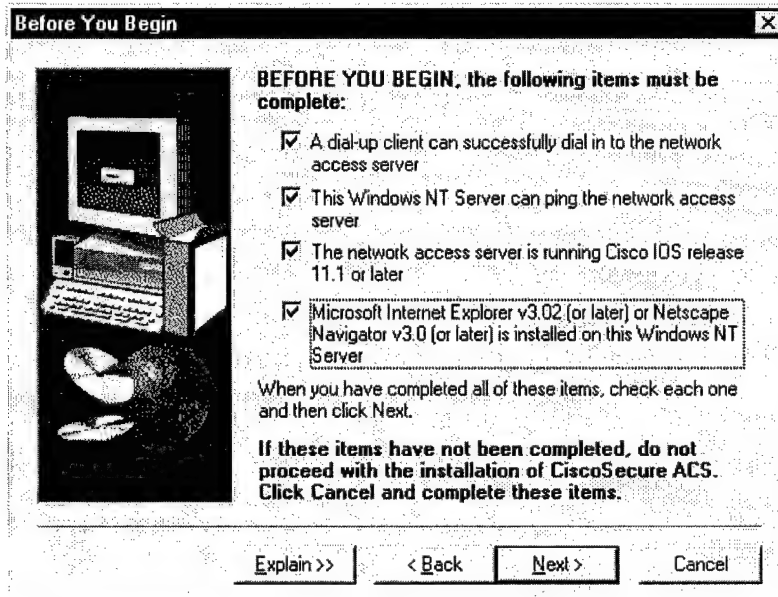 Before You Begin
BEFORE YOU BEGIN, the following items must be
complete:
A dial-up client can successfully dial in to the network
access server
This Windows NT Server can ping the network access
server
The network access server is running Cisco IOS release
11.1 or later
Microsoft Internet Explorer v3.02 (or later) or Netscape
Navigator v3.0 (or later) is installed on this Windows NT
Server
When you have completed all of these items, check each one
and then click Next.
If these items have not been completed, do not
proceed with the installation of CiscoSecure ACS.
Click Cancel and complete these items.
Explain >>
< Back
Next >
Cancel